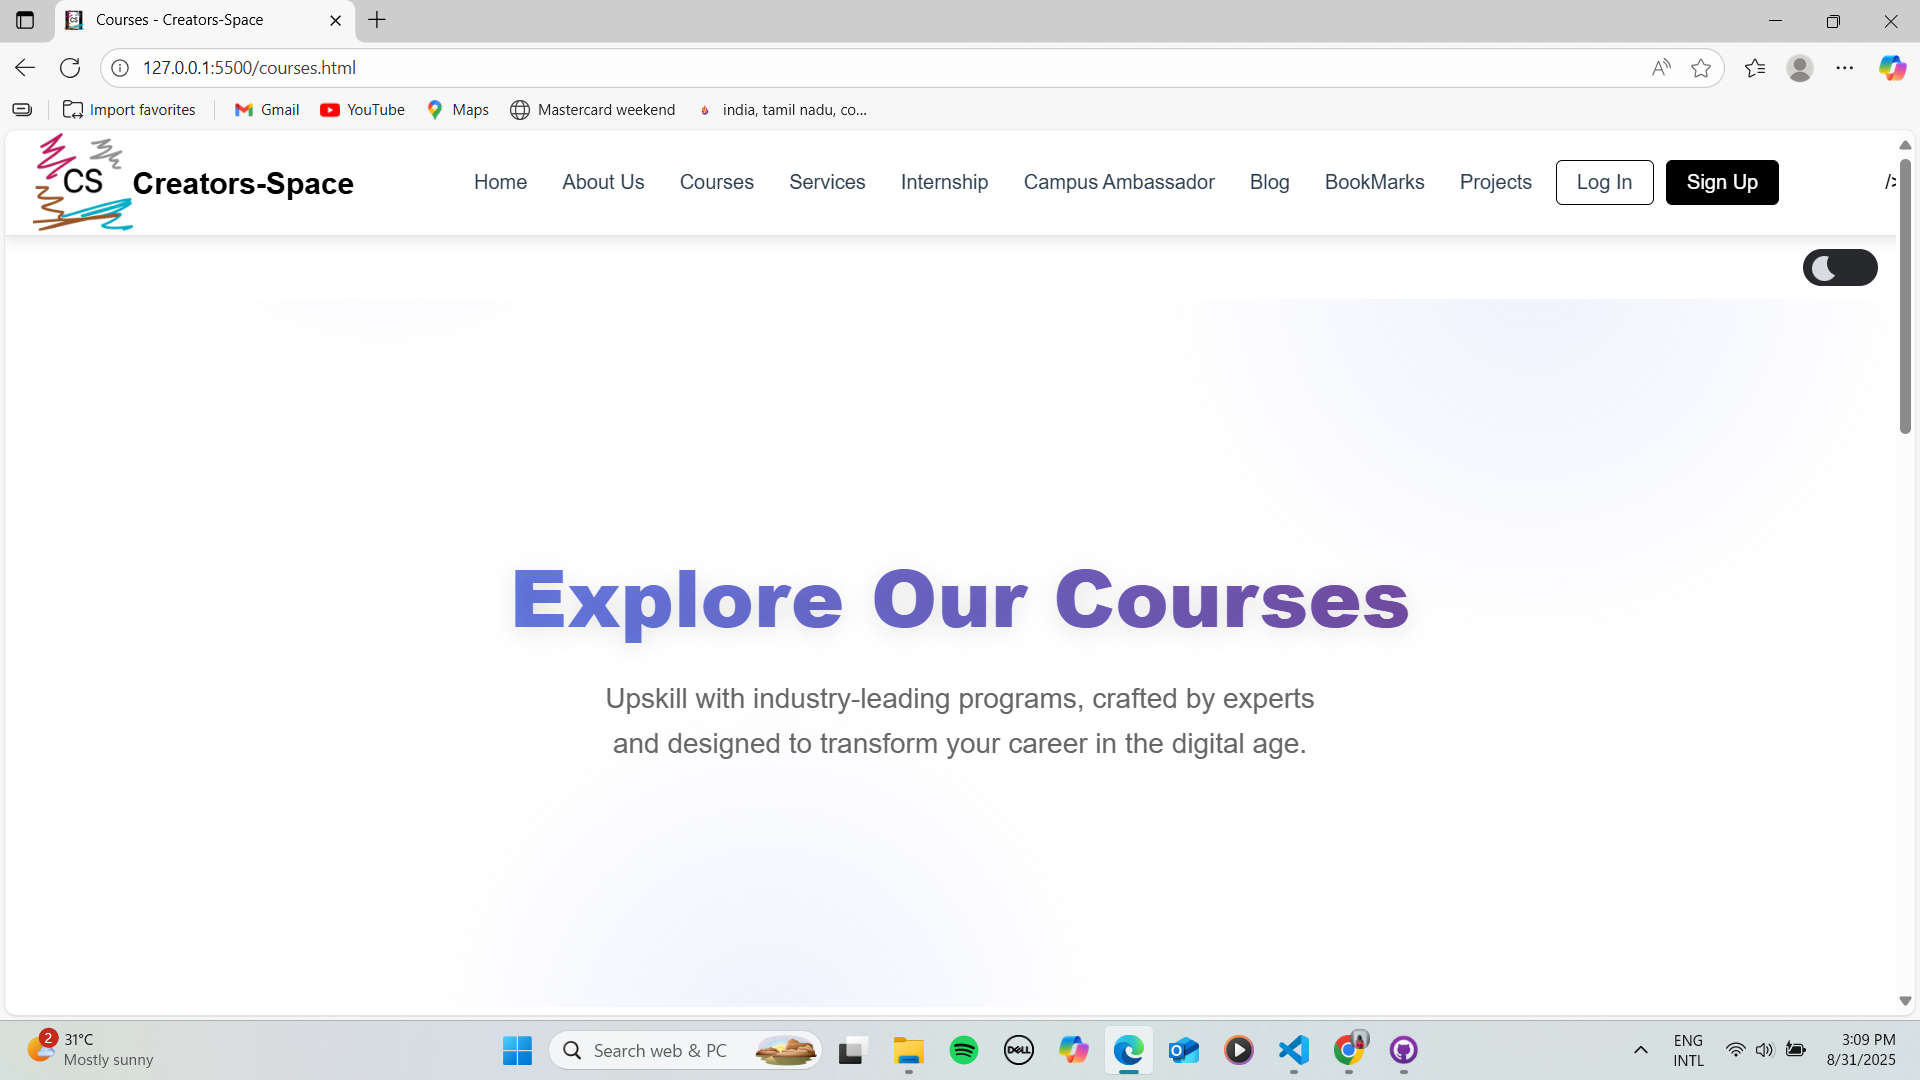 Courses - Creators-Space
127.0.0.1:5500/courses.html
Import favorites
Gmail
YouTube
Maps
Mastercard weekend
india, tamil nadu, co...
CS
Creators-Space
Home
About Us
Courses
Services
Internship
Campus Ambassador
Blog
BookMarks
Projects
Log In
Sign Up
/>
Explore Our Courses
Upskill with industry-leading programs, crafted by experts
and designed to transform your career in the digital age.
2
31°C
Mostly sunny
Search web & PC
DELL
ENG
INTL
3:09 PM
8/31/2025